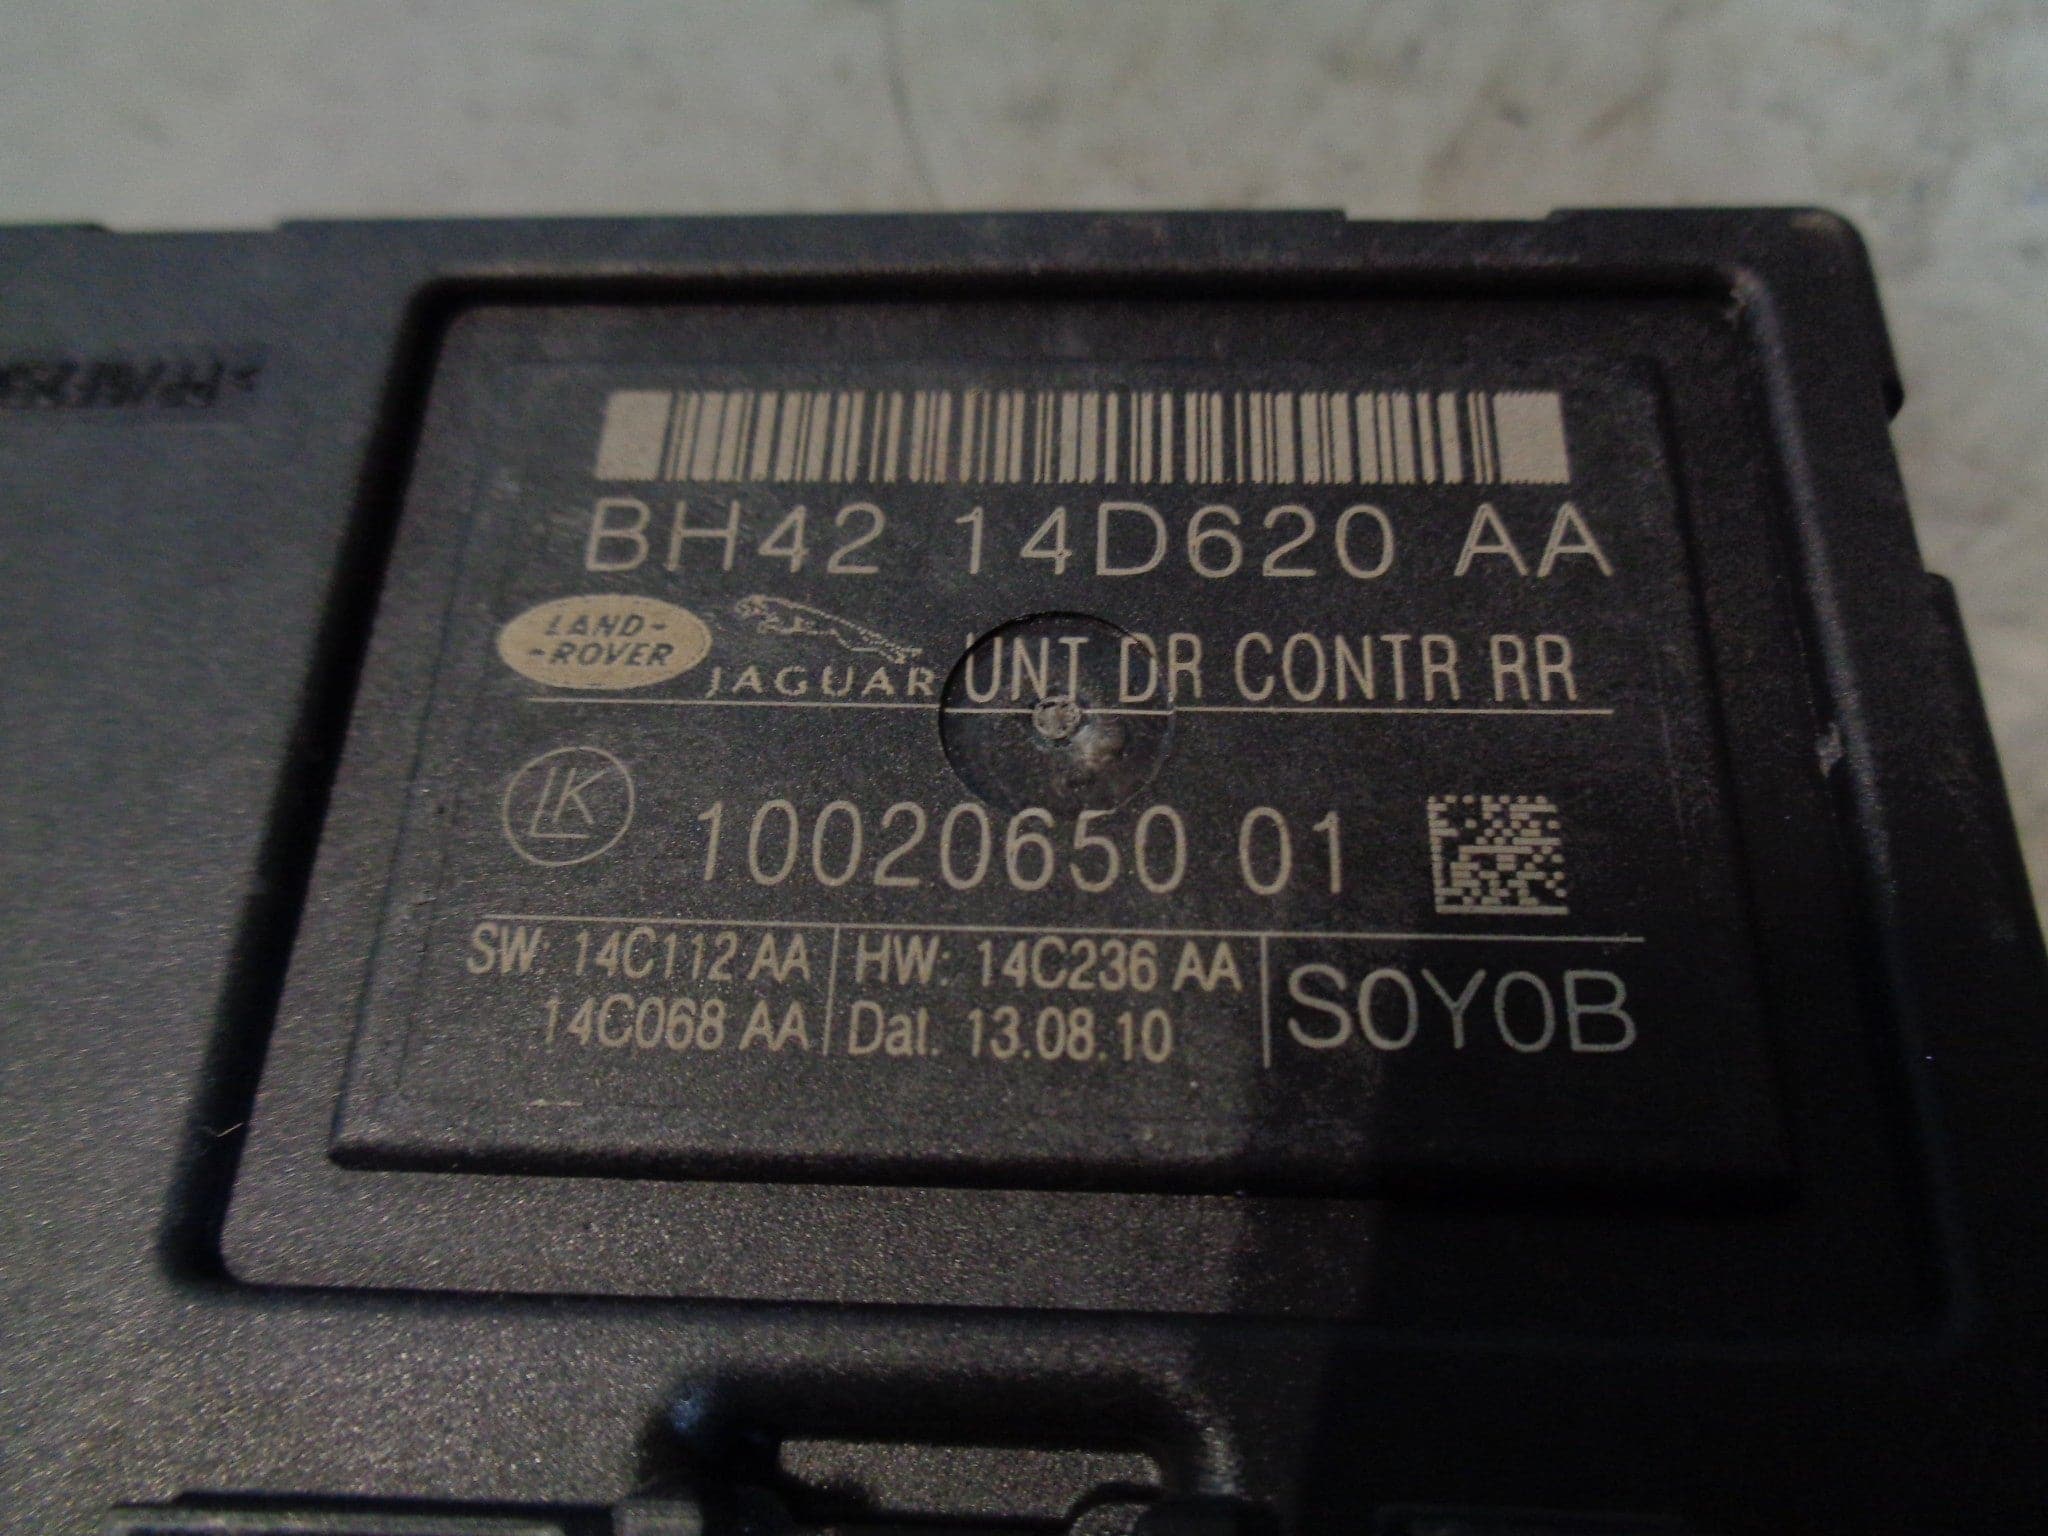 BH42 14D620 AA
LAND-
-ROVER
JAGUAR
UNT DR CONTR RR
LK
10020650 01
SW: 14C112 AA
14C068 AA
HW: 14C236 AA
Dat. 13.08.10
S0Y0B